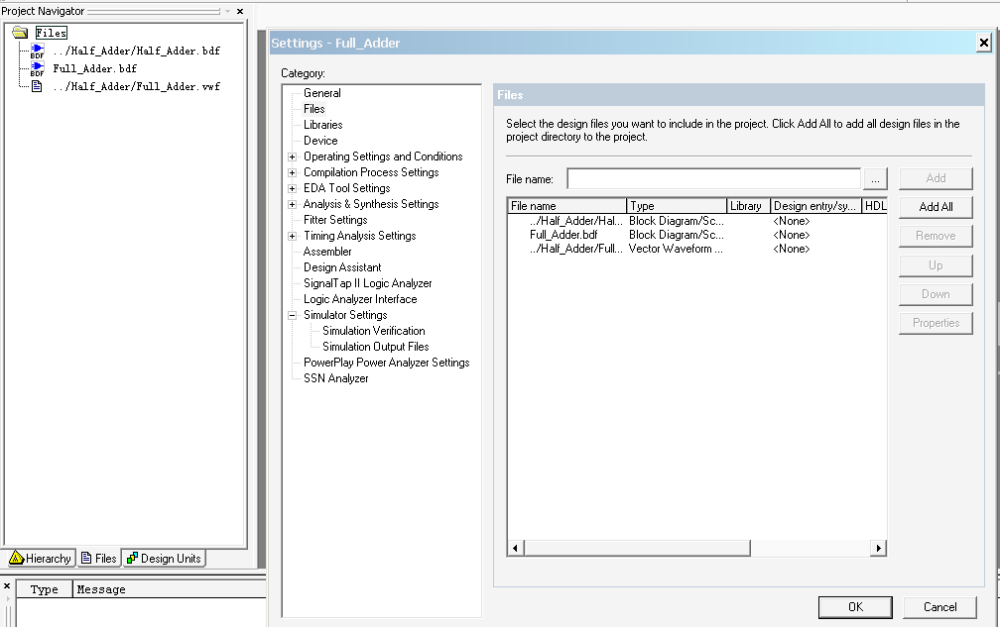 Project Navigator
Files
../Half_Adder/Half_Adder.bdf
Full_Adder.bdf
../Half_Adder/Full_Adder.vwf
BDF
BDF
Hierarchy
Files
Design Units
Type
Message
Settings - Full_Adder
Category:
General
Files
Libraries
Device
Operating Settings and Conditions
Compilation Process Settings
EDA Tool Settings
Analysis & Synthesis Settings
Fitter Settings
Timing Analysis Settings
Assembler
Design Assistant
SignalTap II Logic Analyzer
Logic Analyzer Interface
Simulator Settings
Simulation Verification
Simulation Output Files
PowerPlay Power Analyzer Settings
SSN Analyzer
Files
Select the design files you want to include in the project. Click Add All to add all design files in the
project directory to the project.
File name:
...
Add
File name Type Library Design entry/sy... HDL
../Half_Adder/Hal... Block Diagram/Sc... <None>
Full_Adder.bdf Block Diagram/Sc... <None>
../Half_Adder/Full... Vector Waveform ... <None>
Add All
Remove
Up
Down
Properties
OK
Cancel